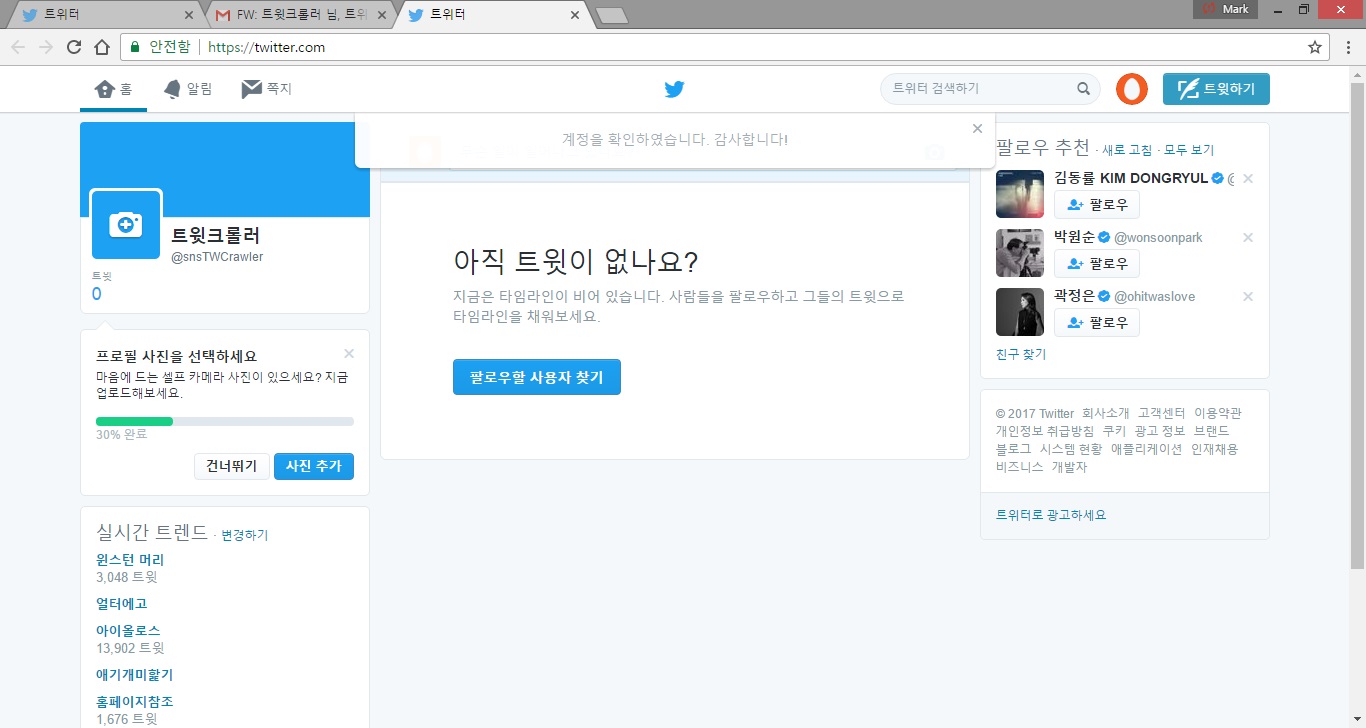 트위터
FW: 트윗크롤러 님, 트위
트위터
Mark
안전함 https://twitter.com
홈 알림 쪽지
트위터 검색하기
트윗하기
계정을 확인하였습니다. 감사합니다!
트윗크롤러
@snsTWCrawler
트윗
0
프로필 사진을 선택하세요
마음에 드는 셀프 카메라 사진이 있으세요? 지금
업로드해보세요.
30% 완료
건너뛰기 사진 추가
실시간 트렌드 · 변경하기
윈스턴 머리
3,048 트윗
얼터에고
아이올로스
13,902 트윗
애기개미핥기
홈페이지참조
1,676 트윗
아직 트윗이 없나요?
지금은 타임라인이 비어 있습니다. 사람들을 팔로우하고 그들의 트윗으로
타임라인을 채워보세요.
팔로우할 사용자 찾기
팔로우 추천 · 새로 고침 · 모두 보기
김동률 KIM DONGRYUL @
팔로우
박원순 @wonsoonpark
팔로우
곽정은 @ohitwaslove
팔로우
친구 찾기
© 2017 Twitter 회사소개 고객센터 이용약관
개인정보 취급방침 쿠키 광고 정보 브랜드
블로그 시스템 현황 애플리케이션 인재채용
비즈니스 개발자
트위터로 광고하세요